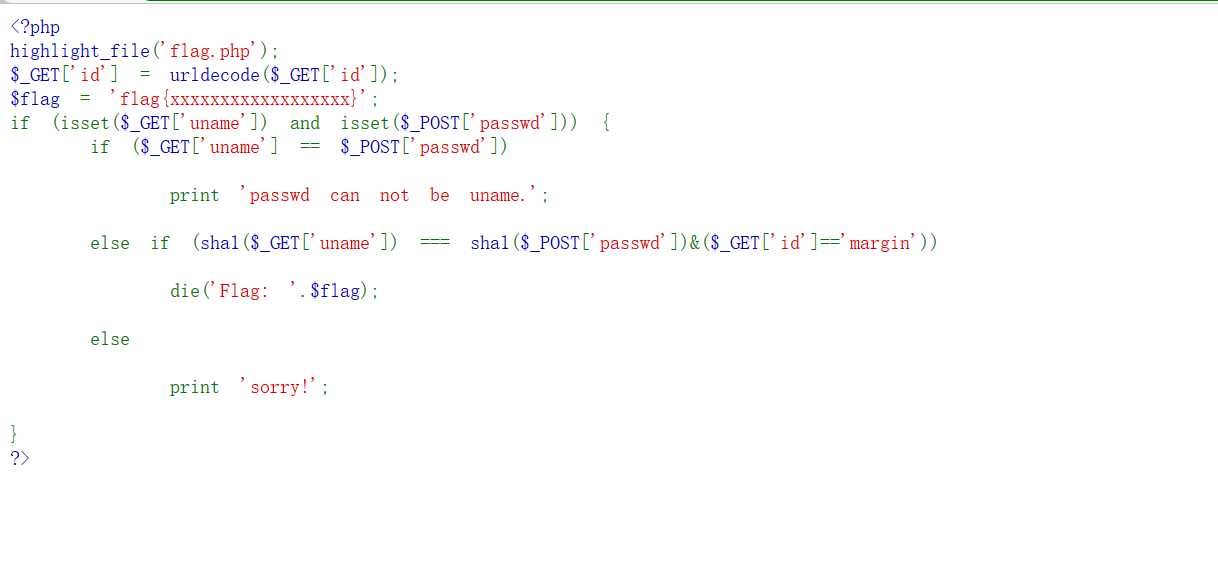 <?php
highlight_file('flag.php');
$_GET['id'] = urldecode($_GET['id']);
$flag = 'flag{xxxxxxxxxxxxxxxxxx}';
if (isset($_GET['uname']) and isset($_POST['passwd'])) {
if ($_GET['uname'] == $_POST['passwd'])
print 'passwd can not be uname.';
else if (sha1($_GET['uname']) === sha1($_POST['passwd'])&($_GET['id']=='margin'))
die('Flag: '.$flag);
else
print 'sorry!';
}
?>